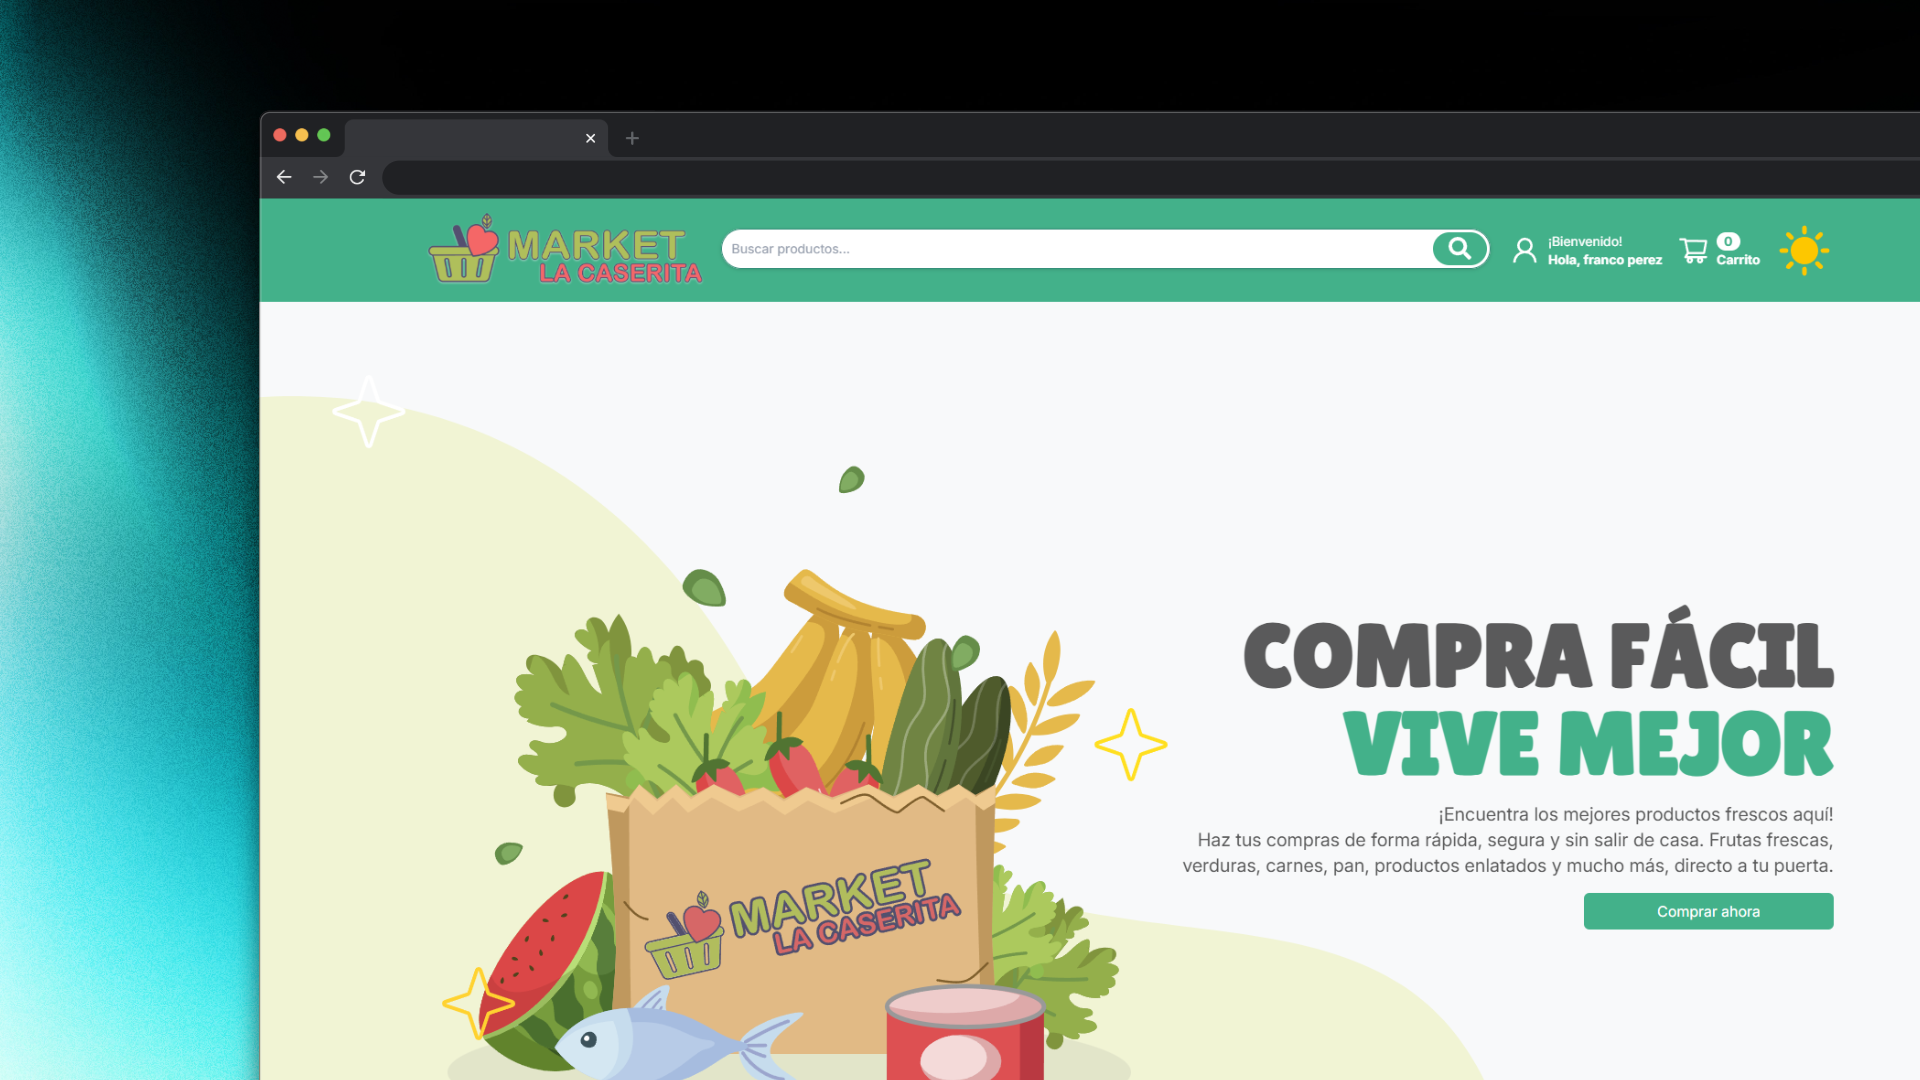 MARKET
LA CASERITA
Buscar productos...
¡Bienvenido!
Hola, franco perez
0
Carrito
COMPRA FÁCIL
VIVE MEJOR
¡Encuentra los mejores productos frescos aquí!
Haz tus compras de forma rápida, segura y sin salir de casa. Frutas frescas,
verduras, carnes, pan, productos enlatados y mucho más, directo a tu puerta.
Comprar ahora
MARKET
LA CASERITA